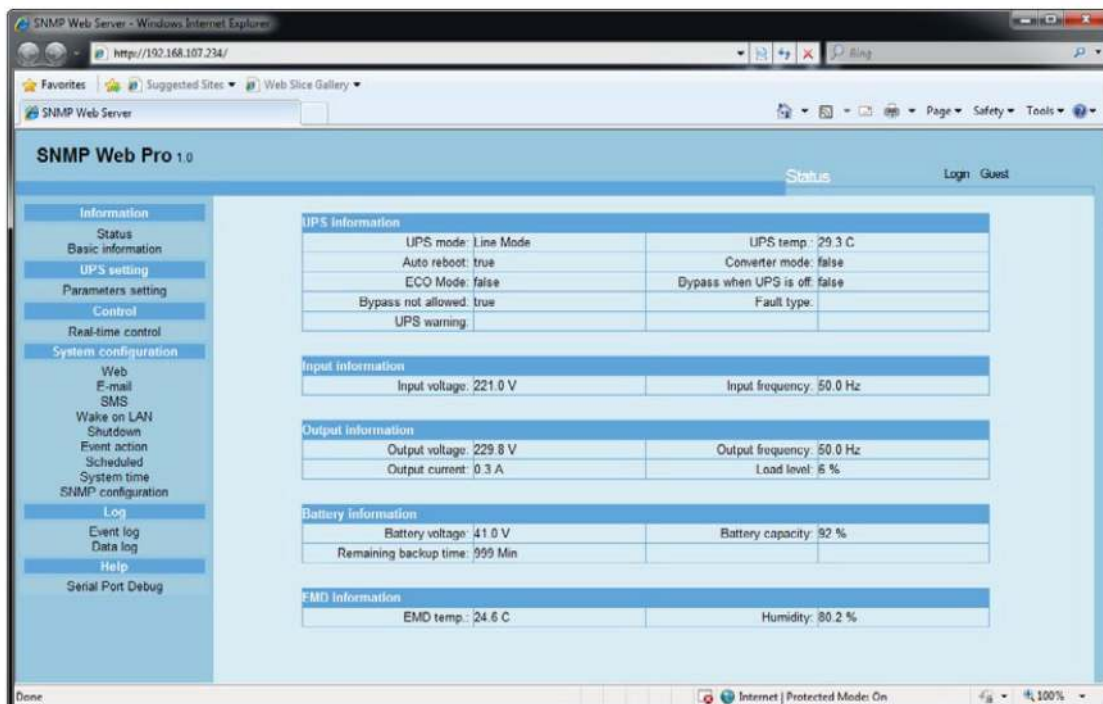 SNMP Web Server - Windows Internet Explorer
http://192.168.107.234/
Bing
Favorites Suggested Sites Web Slice Gallery
SNMP Web Server
Page Safety Tools
SNMP Web Pro 1.0
Status
Login Guest
Information
Status
Basic information
UPS setting
Parameters setting
Control
Real-time control
System configuration
Web
E-mail
SMS
Wake on LAN
Shutdown
Event action
Scheduled
System time
SNMP configuration
Log
Event log
Data log
Help
Serial Port Debug
UPS information
UPS mode: Line Mode UPS temp.: 29.3 C
Auto reboot: true Converter mode: false
ECO Mode: false Bypass when UPS is off: false
Bypass not allowed: true Fault type:
UPS warning:
Input information
Input voltage: 221.0 V Input frequency: 50.0 Hz
Output information
Output voltage: 229.8 V Output frequency: 50.0 Hz
Output current: 0.3 A Load level: 6 %
Battery information
Battery voltage: 41.0 V Battery capacity: 92 %
Remaining backup time: 999 Min
EMD Information
EMD temp.: 24.6 C Humidity: 80.2 %
Done
Internet | Protected Mode: On
100%